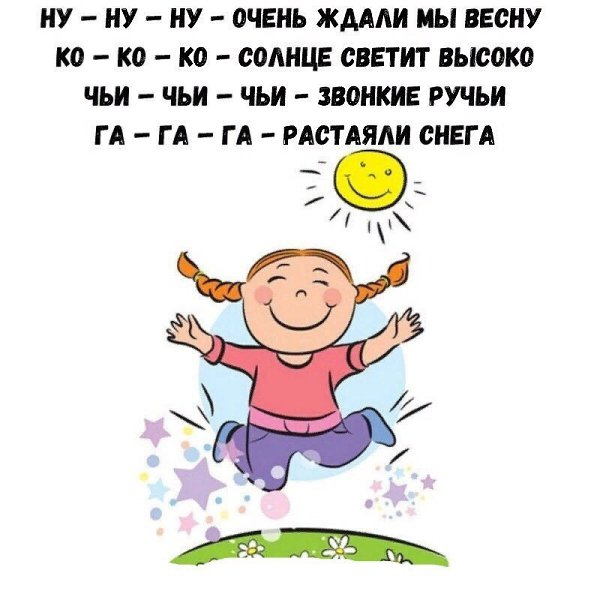 НУ – НУ – НУ – ОЧЕНЬ ЖДАЛИ МЫ ВЕСНУ
КО – КО – КО – СОЛНЦЕ СВЕТИТ ВЫСОКО
ЧЬИ – ЧЬИ – ЧЬИ – ЗВОНКИЕ РУЧЬИ
ГА – ГА – ГА – РАСТАЯЛИ СНЕГА